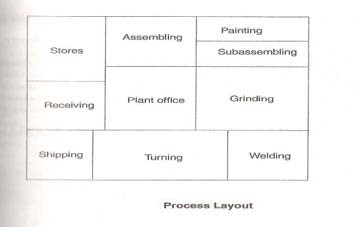 Painting
Assembling
Stores
Subassembling
Receiving
Plant office
Grinding
Shipping
Turning
Welding
Process Layout